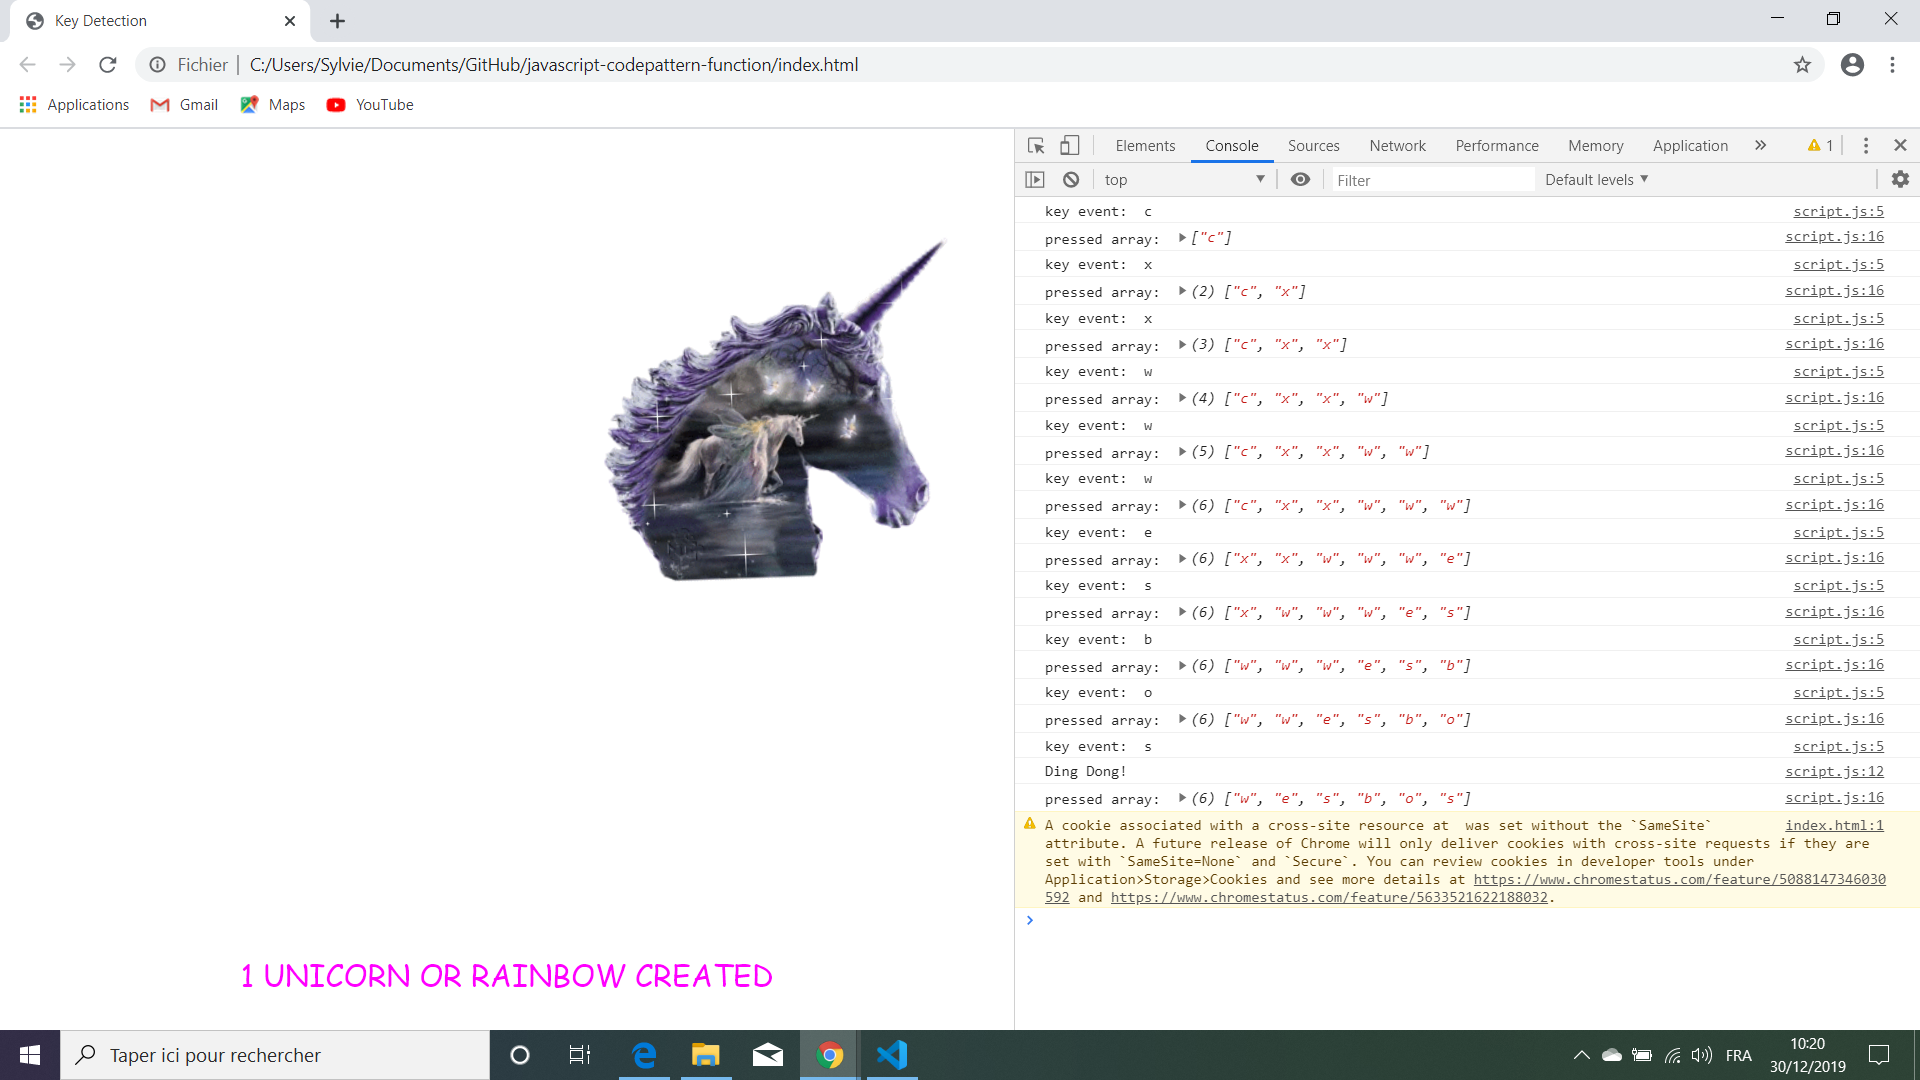 Key Detection
Fichier | C:/Users/Sylvie/Documents/GitHub/javascript-codepattern-function/index.html
Applications Gmail Maps YouTube
Elements Console Sources Network Performance Memory Application » 1
top Filter Default levels
key event:  c script.js:5
pressed array:  ["c"] script.js:16
key event:  x script.js:5
pressed array:  (2) ["c", "x"] script.js:16
key event:  x script.js:5
pressed array:  (3) ["c", "x", "x"] script.js:16
key event:  w script.js:5
pressed array:  (4) ["c", "x", "x", "w"] script.js:16
key event:  w script.js:5
pressed array:  (5) ["c", "x", "x", "w", "w"] script.js:16
key event:  w script.js:5
pressed array:  (6) ["c", "x", "x", "w", "w", "w"] script.js:16
key event:  e script.js:5
pressed array:  (6) ["x", "x", "w", "w", "w", "e"] script.js:16
key event:  s script.js:5
pressed array:  (6) ["x", "w", "w", "w", "e", "s"] script.js:16
key event:  b script.js:5
pressed array:  (6) ["w", "w", "w", "e", "s", "b"] script.js:16
key event:  o script.js:5
pressed array:  (6) ["w", "w", "e", "s", "b", "o"] script.js:16
key event:  s script.js:5
Ding Dong! script.js:12
pressed array:  (6) ["w", "e", "s", "b", "o", "s"] script.js:16
A cookie associated with a cross-site resource at  was set without the `SameSite` index.html:1
attribute. A future release of Chrome will only deliver cookies with cross-site requests if they are
set with `SameSite=None` and `Secure`. You can review cookies in developer tools under
Application>Storage>Cookies and see more details at https://www.chromestatus.com/feature/5088147346030
592 and https://www.chromestatus.com/feature/5633521622188032.
1 UNICORN OR RAINBOW CREATED
Taper ici pour rechercher
FRA
10:20
30/12/2019